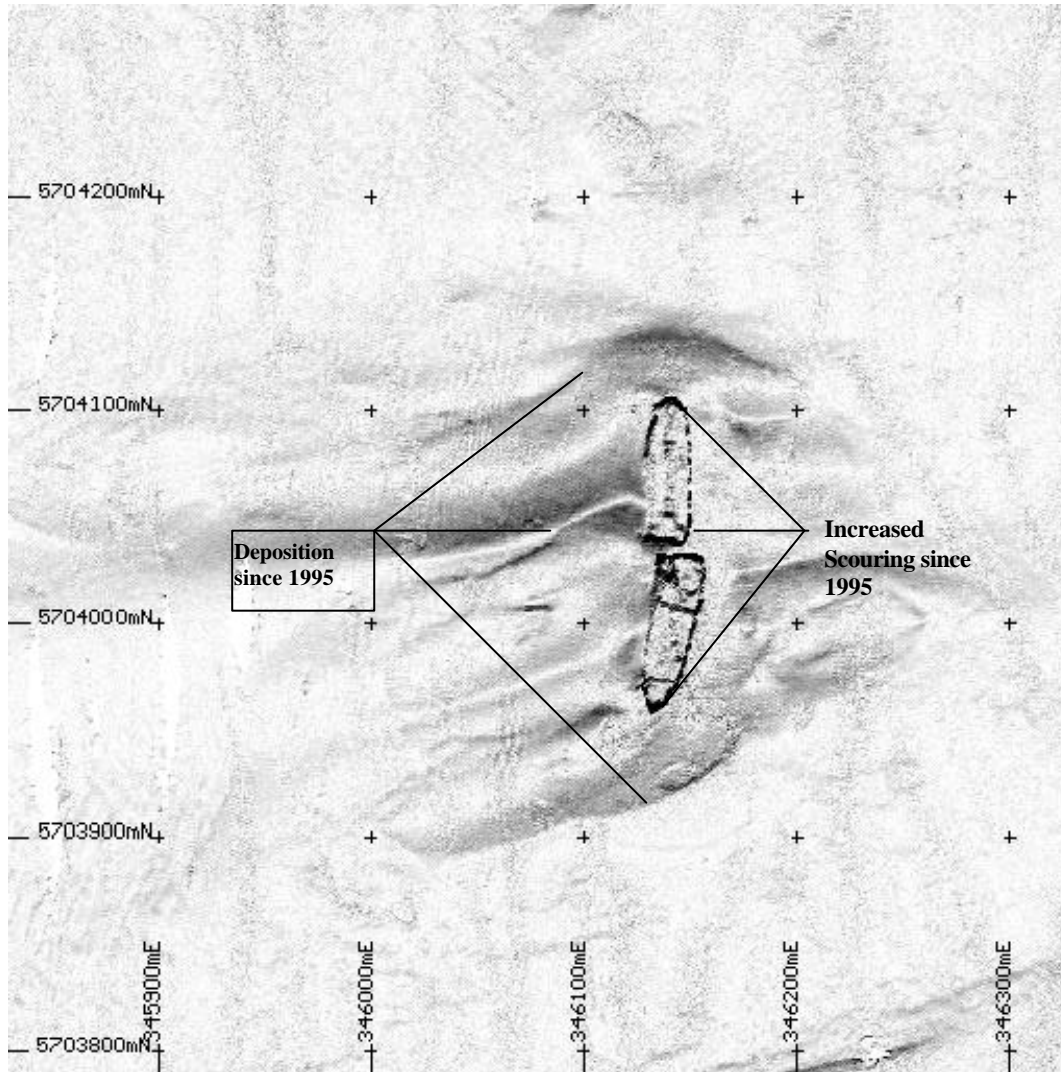 5704200mN
5704100mN
Deposition
since 1995
Increased
Scouring since
1995
5704000mN
5703900mN
5703800mN
345900mE
346000mE
346100mE
346200mE
346300mE